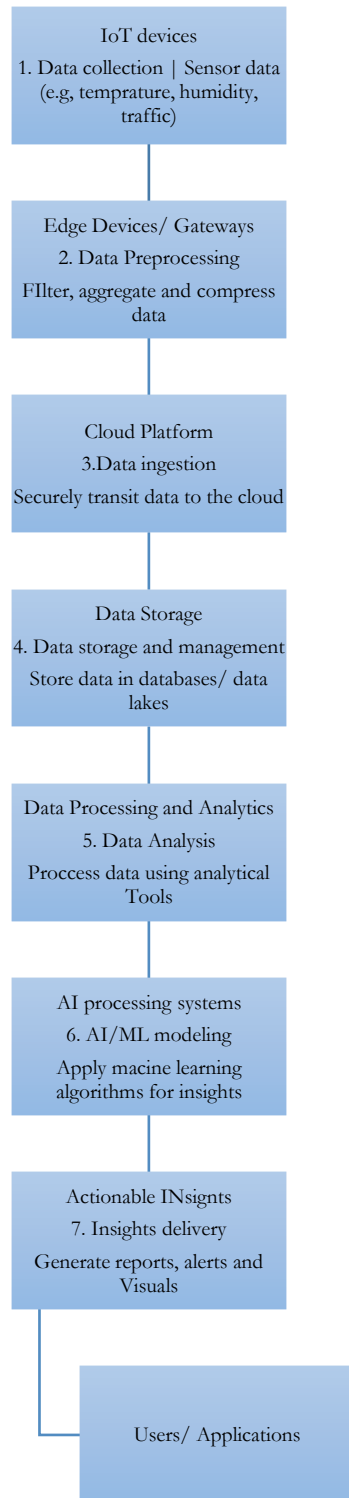 IoT devices
1. Data collection | Sensor data
(e.g, temprature, humidity,
traffic)
Edge Devices/ Gateways
2. Data Preprocessing
FIlter, aggregate and compress
data
Cloud Platform
3.Data ingestion
Securely transit data to the cloud
Data Storage
4. Data storage and management
Store data in databases/ data
lakes
Data Processing and Analytics
5. Data Analysis
Proccess data using analytical
Tools
AI processing systems
6. AI/ML modeling
Apply macine learning
algorithms for insights
Actionable INsignts
7. Insights delivery
Generate reports, alerts and
Visuals
Users/ Applications